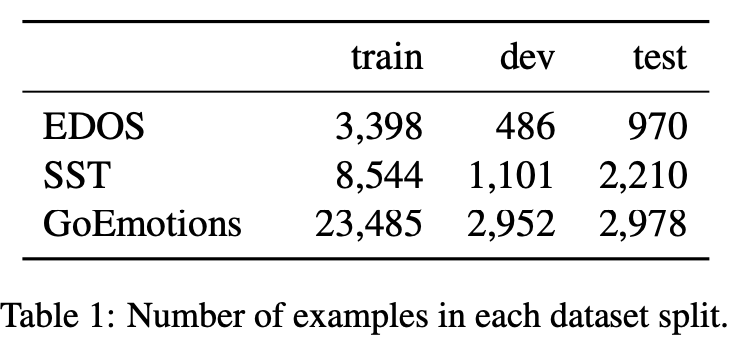 train dev test
EDOS 3,398 486 970
SST 8,544 1,101 2,210
GoEmotions 23,485 2,952 2,978
Table 1: Number of examples in each dataset split.